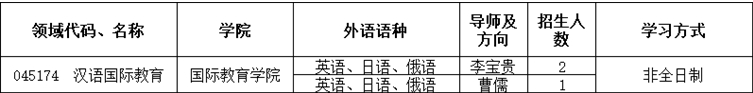 领域代码、名称 学院 外语语种 导师及方向 招生人数 学习方式
045174 汉语国际教育 国际教育学院 英语、日语、俄语 李宝贵 2 非全日制
英语、日语、俄语 曹儒 1